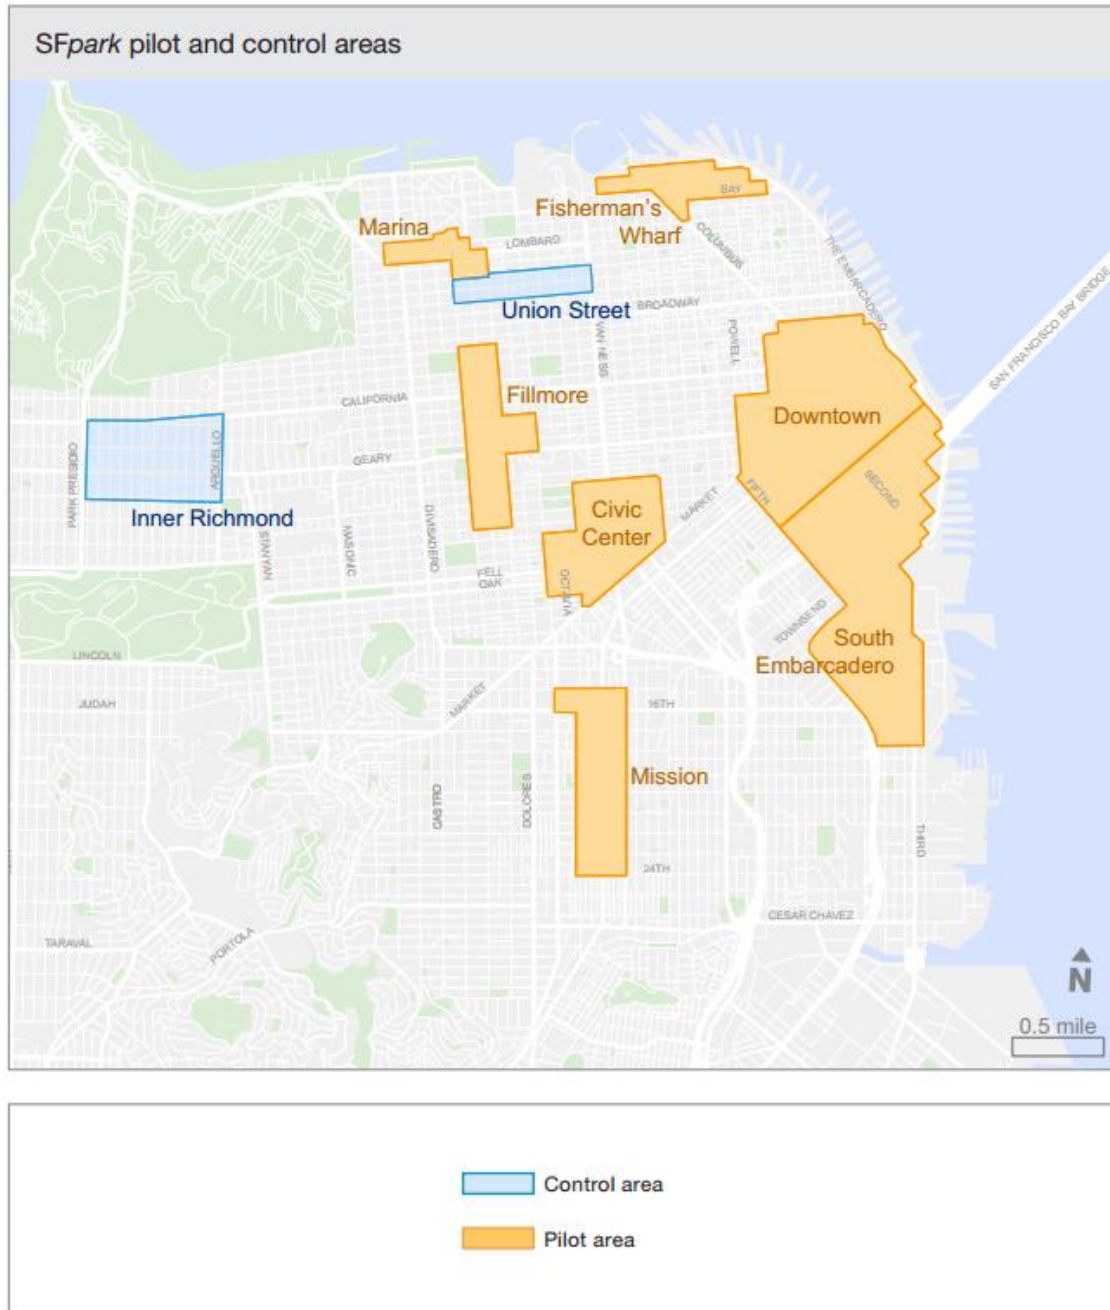 SFpark pilot and control areas
BAY
Fisherman's
Wharf
Marina
LOMBARD
COLUMBUS
THE EMBARCADERO
SAN FRANCISCO BAY BRIDGE
Union Street
BROADWAY
VAN NESS
POWELL
CALIFORNIA
Fillmore
Downtown
PARK PRESIDIO
ARGUELLO
GEARY
FIFTH
SECOND
Inner Richmond
MARKET
Civic
Center
STANYAN
MASONIC
DIVISADERO
FELL
OAK
OCTAVIA
TOWNSEND
South
Embarcadero
LINCOLN
JUDAH
MARKET
16TH
Mission
CASTRO
DOLORES
24TH
THIRD
CESAR CHAVEZ
TARAVAL
PORTOLA
N
0.5 mile
Control area
Pilot area